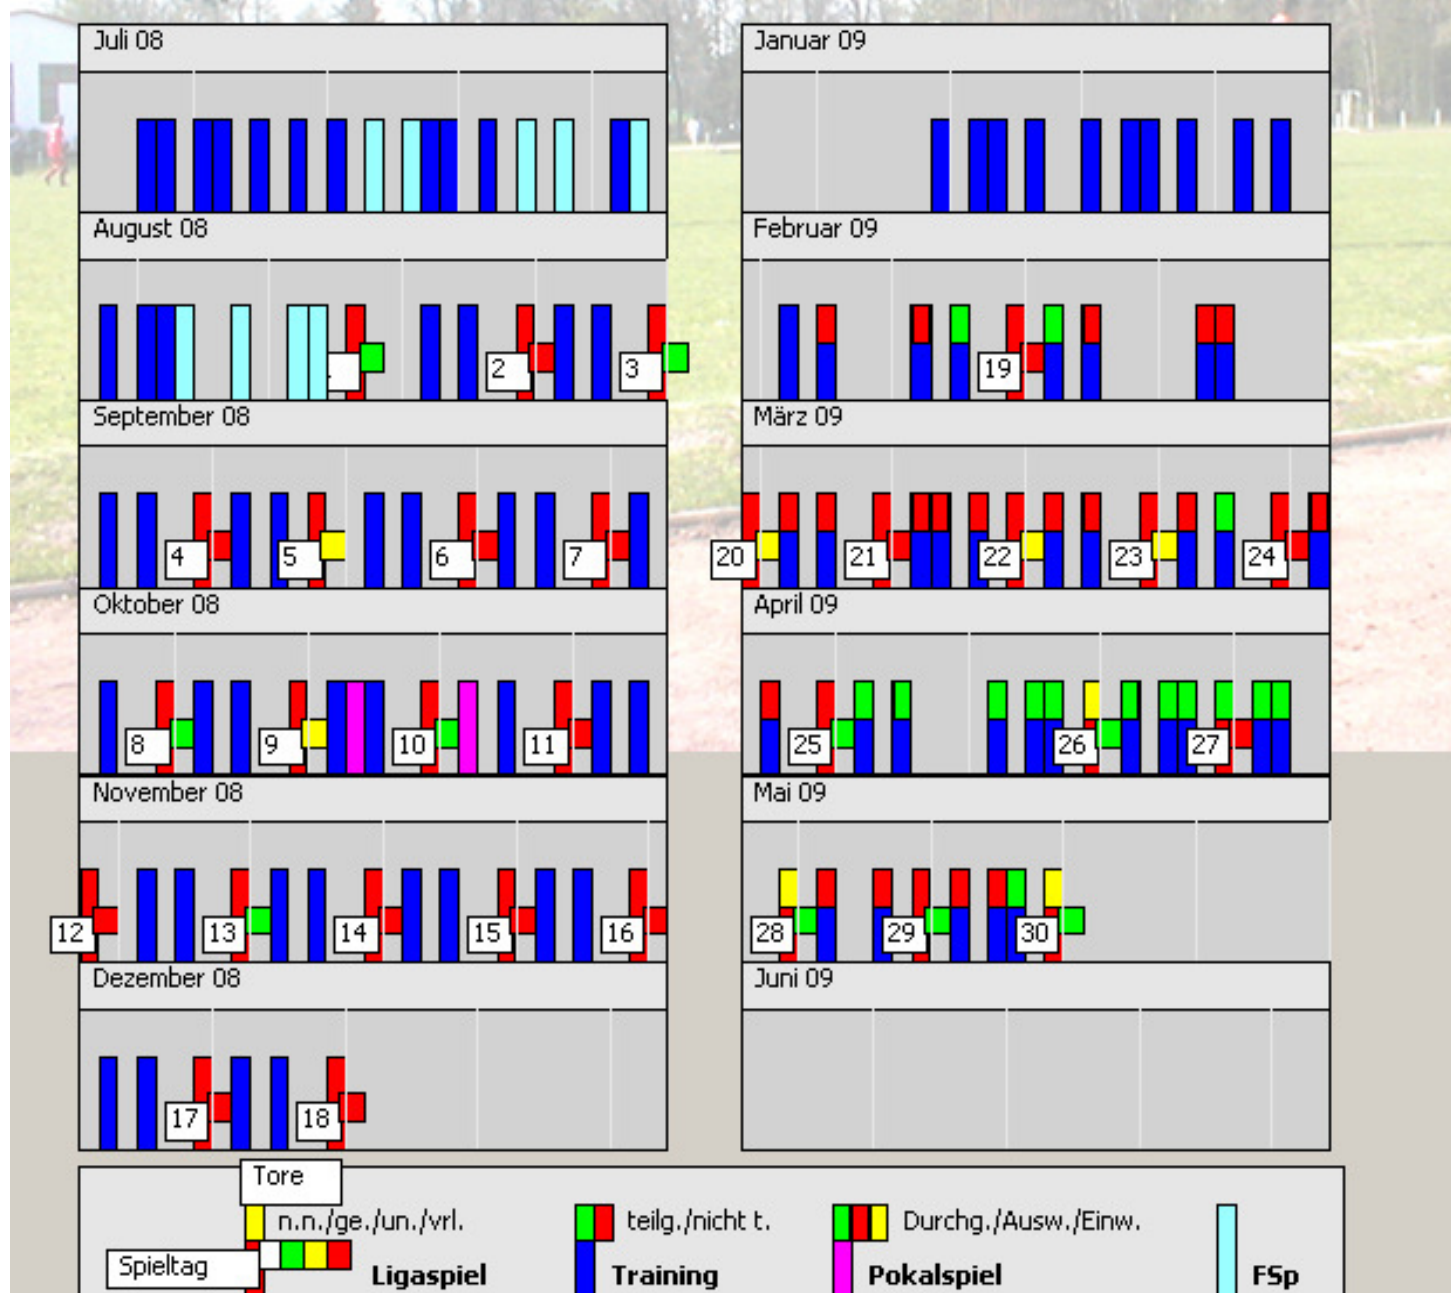 Juli 08
August 08
2
3
September 08
4
5
6
7
Oktober 08
8
9
10
11
November 08
12
13
14
15
16
Dezember 08
17
18
Januar 09
Februar 09
19
März 09
20
21
22
23
24
April 09
25
26
27
Mai 09
28
29
30
Juni 09
Tore
n.n./ge./un./vrl.
teilg./nicht t.
Durchg./Ausw./Einw.
Spieltag
Ligaspiel
Training
Pokalspiel
FSp